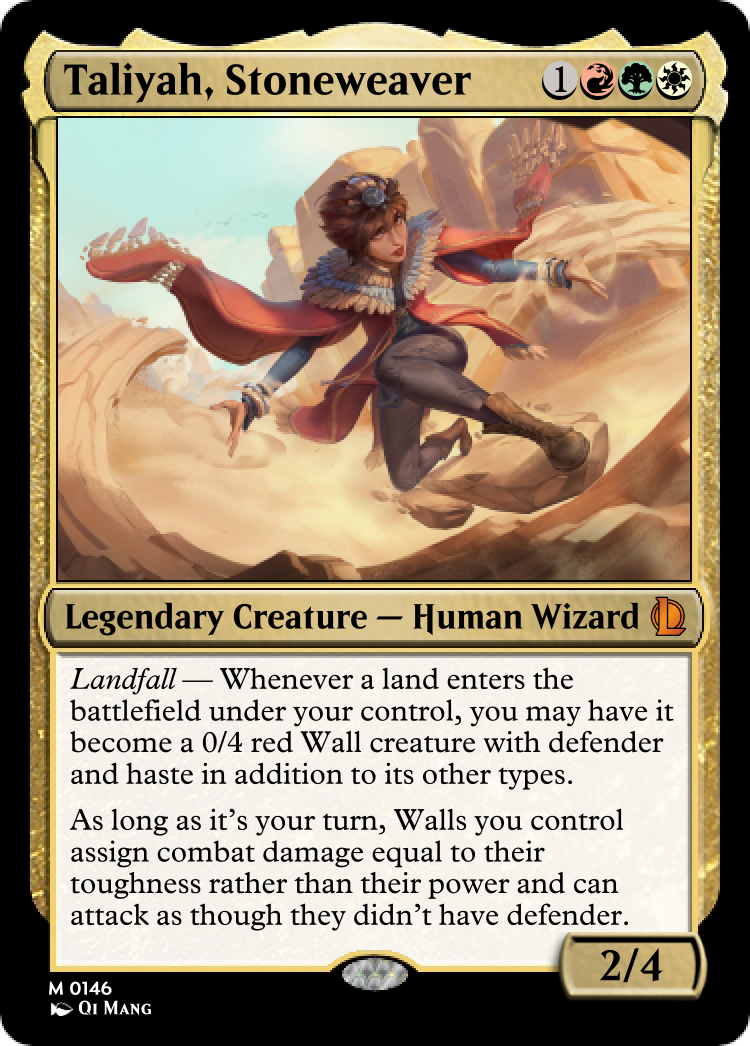 Taliyah, Stoneweaver 1
Legendary Creature — Human Wizard
Landfall — Whenever a land enters the
battlefield under your control, you may have it
become a 0/4 red Wall creature with defender
and haste in addition to its other types.
As long as it's your turn, Walls you control
assign combat damage equal to their
toughness rather than their power and can
attack as though they didn't have defender.
2/4
M 0146
Qi Mang